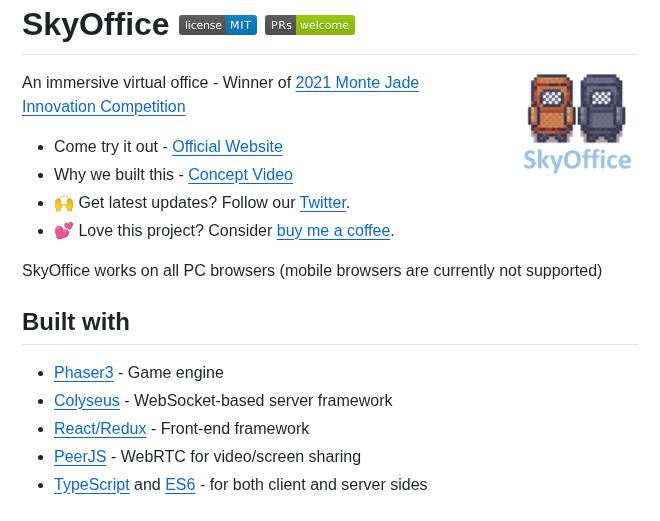 SkyOffice license MIT PRs welcome
An immersive virtual office - Winner of 2021 Monte Jade
Innovation Competition
SkyOffice
Come try it out - Official Website
Why we built this - Concept Video
🙌 Get latest updates? Follow our Twitter.
💕 Love this project? Consider buy me a coffee.
SkyOffice works on all PC browsers (mobile browsers are currently not supported)
Built with
Phaser3 - Game engine
Colyseus - WebSocket-based server framework
React/Redux - Front-end framework
PeerJS - WebRTC for video/screen sharing
TypeScript and ES6 - for both client and server sides